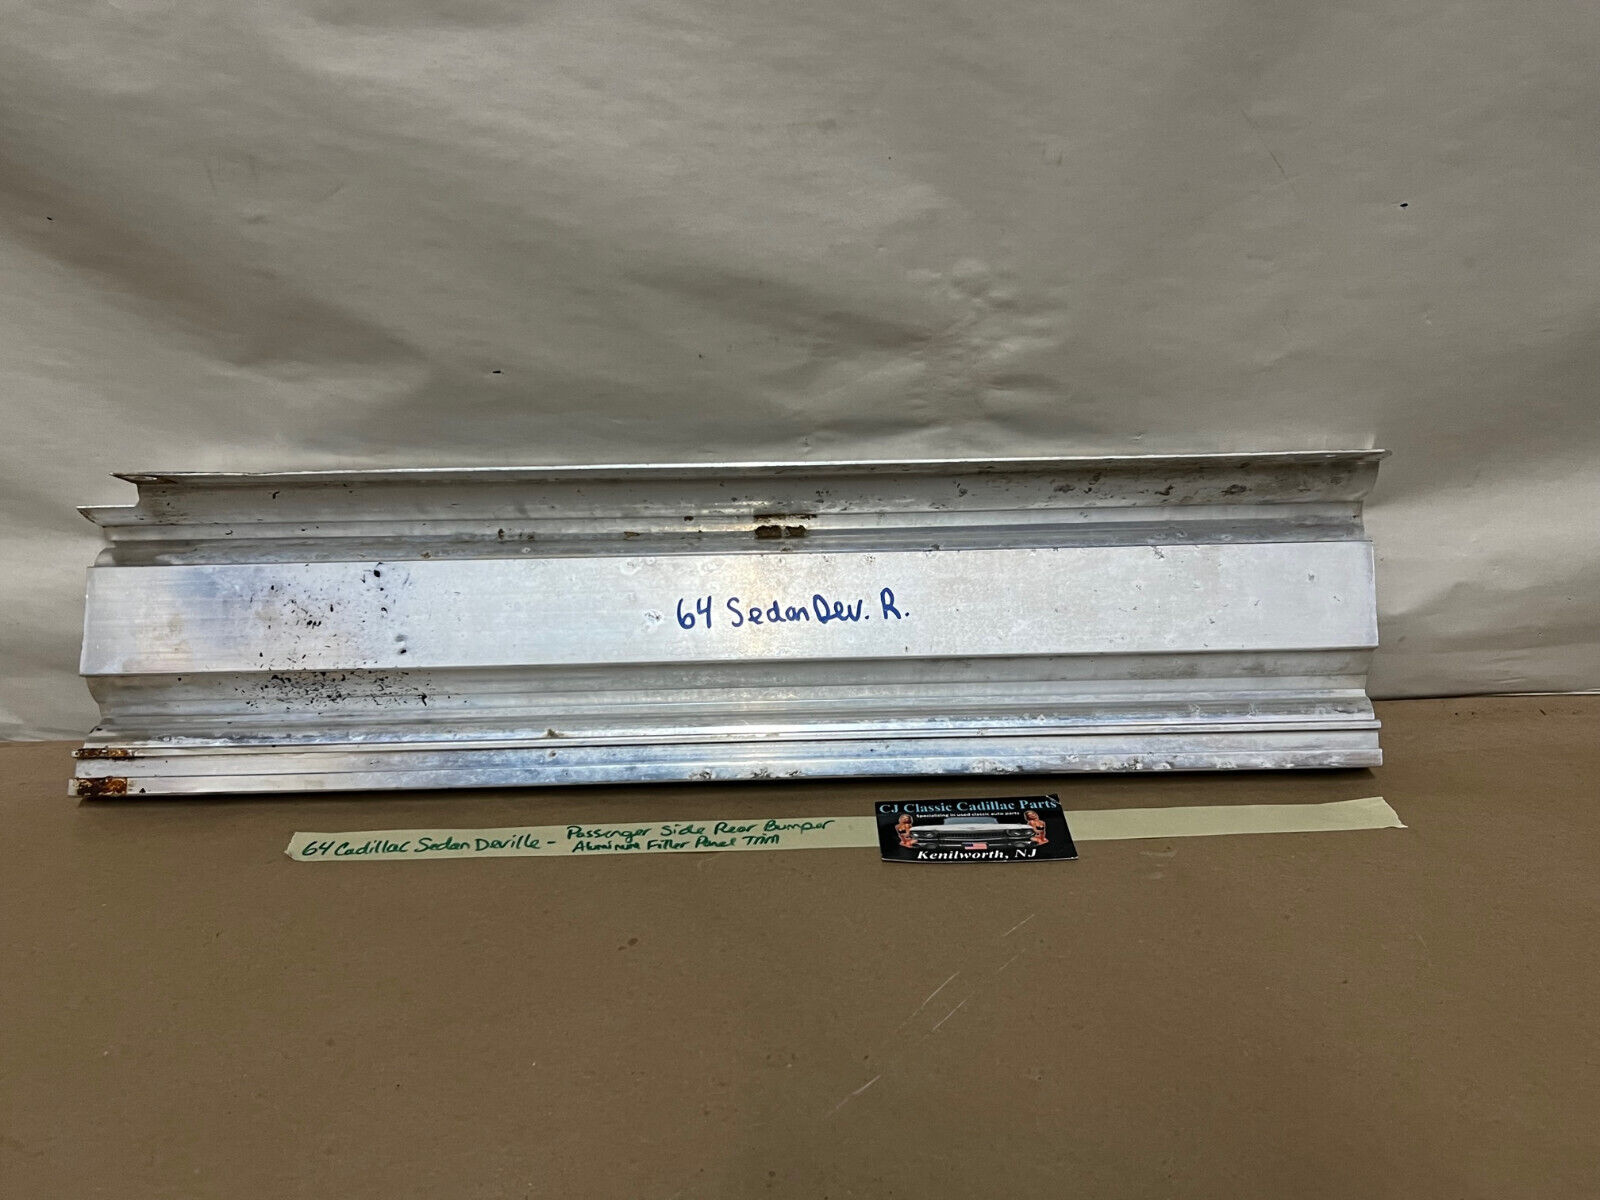 64 Sedan Dev. R.
64 Cadillac Sedan Deville - Passenger Side Rear Bumper
Aluminum Filler Panel Trim
CJ Classic Cadillac Parts
Specializing in used classic auto parts
Kenilworth, NJ